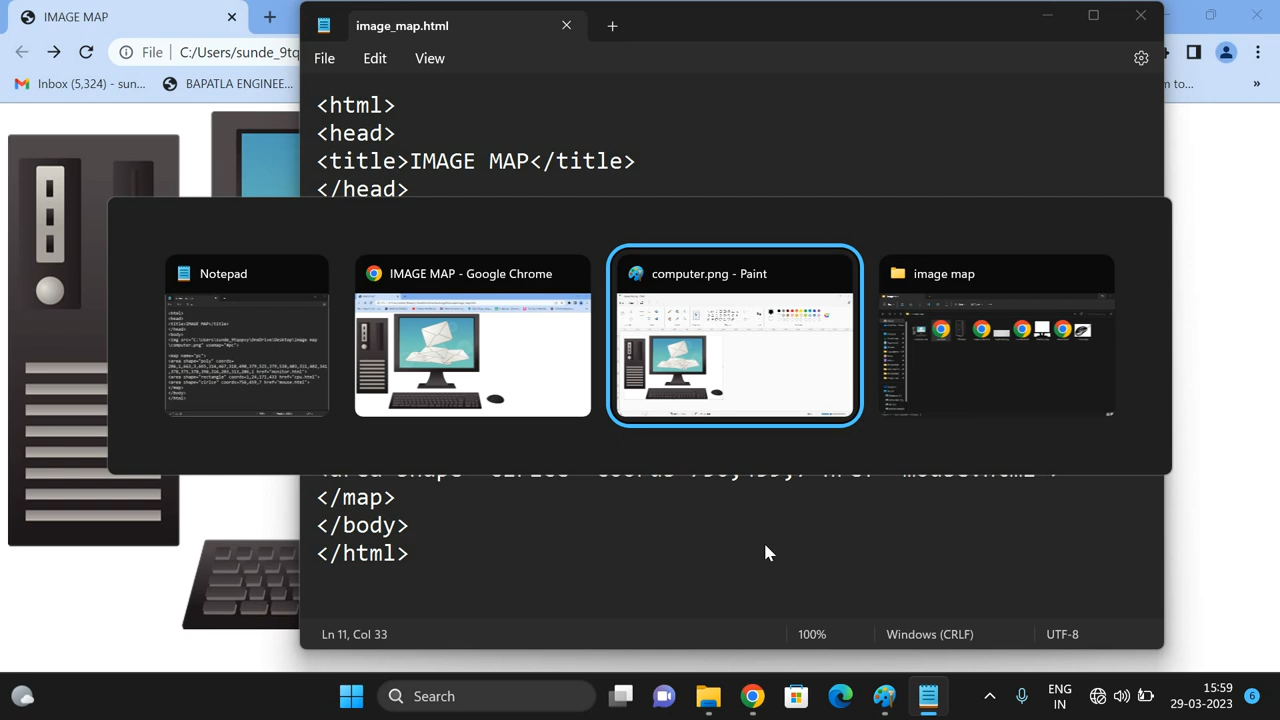 IMAGE MAP
image_map.html
File C:/Users/sunde_9tq
File Edit View
Inbox (5,324) - sun...
BAPATLA ENGINEE...
m to...
<html>
<head>
<title>IMAGE MAP</title>
</head>
Notepad
IMAGE MAP - Google Chrome
computer.png - Paint
image map
</map>
</body>
</html>
Ln 11, Col 33
100%
Windows (CRLF)
UTF-8
Search
ENG
IN
15:59
29-03-2023
6